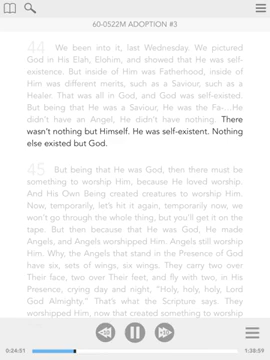 60-0522M ADOPTION #3
44 We been into it, last Wednesday. We pictured
God in His Elah, Elohim, and showed that He was self-
existence. But inside of Him was Fatherhood, inside of
Him was different merits, such as a Saviour, such as a
Healer. That was all in God, and God was self-existed.
But being that He was a Saviour, He was the Fa-...He
didn't have an Angel, He didn't have nothing. There
wasn't nothing but Himself. He was self-existent. Nothing
else existed but God.
45 But being that He was God, then there must be
something to worship Him, because He loved worship.
And His Own Being created creatures to worship Him.
Now, temporarily, let's hit it again, temporarily now, we
won't go through the whole thing, but you'll get it on the
tape. But then because that He was God, He made
Angels, and Angels worshipped Him. Angels still worship
Him. Why, the Angels that stand in the Presence of God
have six, sets of wings, six wings. They carry two over
Their face, two over Their feet, and fly with two, in His
Presence, crying day and night, "Holy, holy, holy, Lord
God Almighty." That's what the Scripture says. They
worshipped Him, now that created something to worship
0:24:51
1:38:59